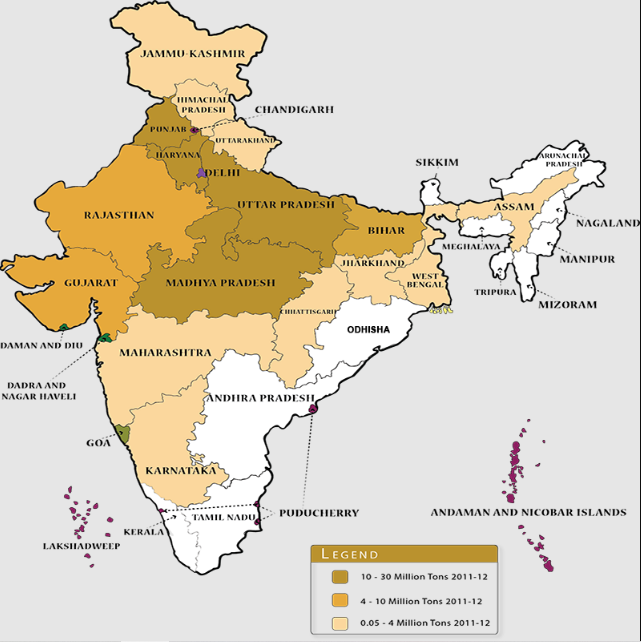 JAMMU-KASHMIR
HIMACHAL
PRADESH
CHANDIGARH
PUNJAB
UTTARAKHAND
HARYANA
DELHI
ARUNACHAL
PRADESH
SIKKIM
UTTAR PRADESH
ASSAM
RAJASTHAN
NAGALAND
BIHAR
MEGHALAYA
MANIPUR
JHARKHAND
GUJARAT
MADHYA PRADESH
WEST
BENGAL
TRIPURA
MIZORAM
CHHATTISGARH
ODHISHA
DAMAN AND DIU
MAHARASHTRA
DADRA AND
NAGAR HAVELI
ANDHRA PRADESH
GOA
KARNATAKA
PUDUCHERRY
ANDAMAN AND NICOBAR ISLANDS
TAMIL NADU
KERALA
LAKSHADWEEP
LEGEND
10 - 30 Million Tons 2011-12
4 - 10 Million Tons 2011-12
0.05 - 4 Million Tons 2011-12